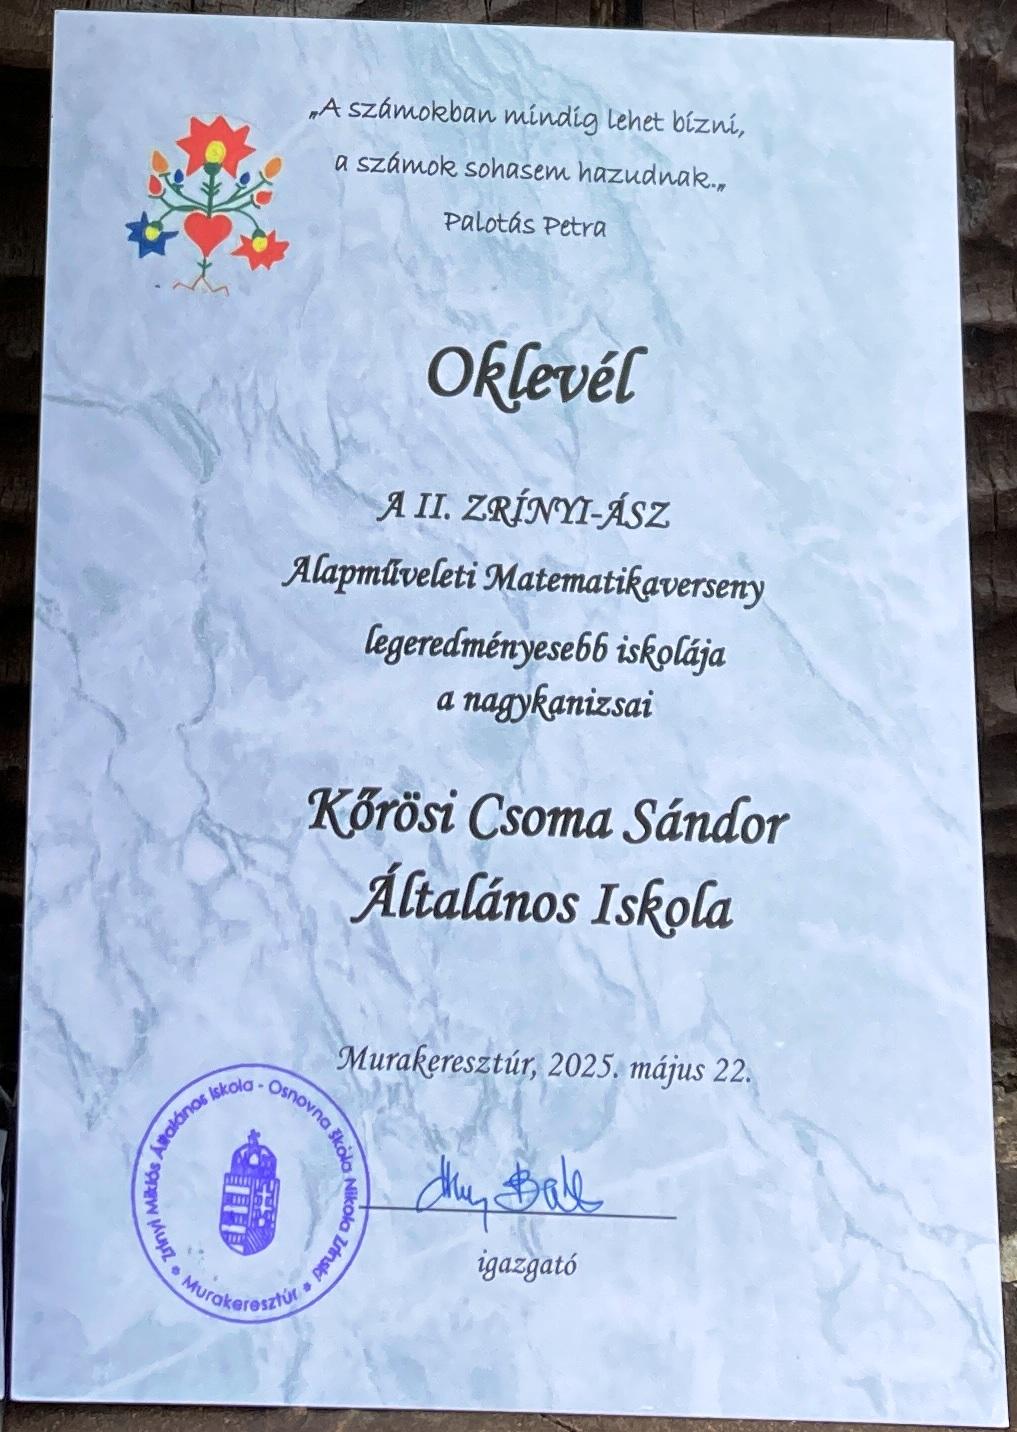 „A számokban mindig lehet bízni,
a számok sohasem hazudnak.„
Palotás Petra
Oklevél
A II. ZRÍNYI-ÁSZ
Alapműveleti Matematikaverseny
legeredményesebb iskolája
a nagykanizsai
Kőrösi Csoma Sándor
Általános Iskola
Murakeresztúr, 2025. május 22.
Zrínyi Miklós Általános Iskola - Osnovna škola Nikola Zrinski
Murakeresztúr
igazgató